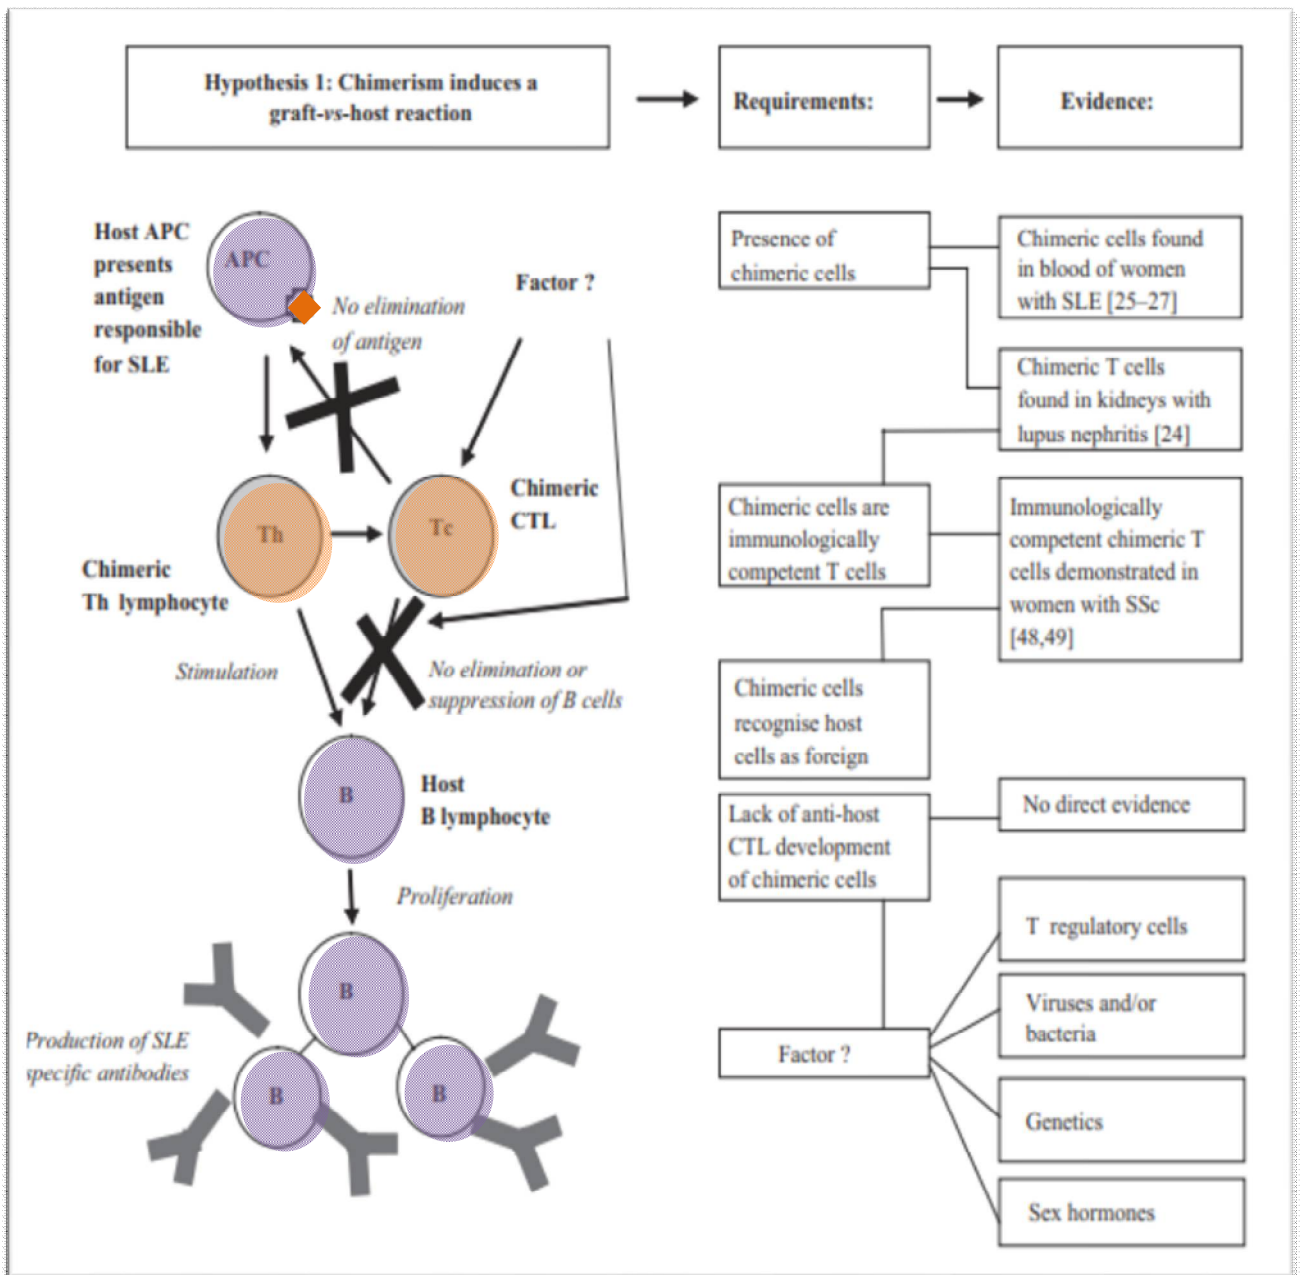 Hypothesis 1: Chimerism induces a
graft-vs-host reaction
Requirements:
Evidence:
Host APC
presents
antigen
responsible
for SLE
APC
No elimination
of antigen
Factor ?
Th
Tc
Chimeric
CTL
Chimeric
Th lymphocyte
Stimulation
No elimination or
suppression of B cells
B
Host
B lymphocyte
Proliferation
B
Production of SLE
specific antibodies
B
B
Presence of
chimeric cells
Chimeric cells found
in blood of women
with SLE [25–27]
Chimeric T cells
found in kidneys with
lupus nephritis [24]
Chimeric cells are
immunologically
competent T cells
Immunologically
competent chimeric T
cells demonstrated in
women with SSc
[48,49]
Chimeric cells
recognise host
cells as foreign
Lack of anti-host
CTL development
of chimeric cells
No direct evidence
Factor ?
T regulatory cells
Viruses and/or
bacteria
Genetics
Sex hormones